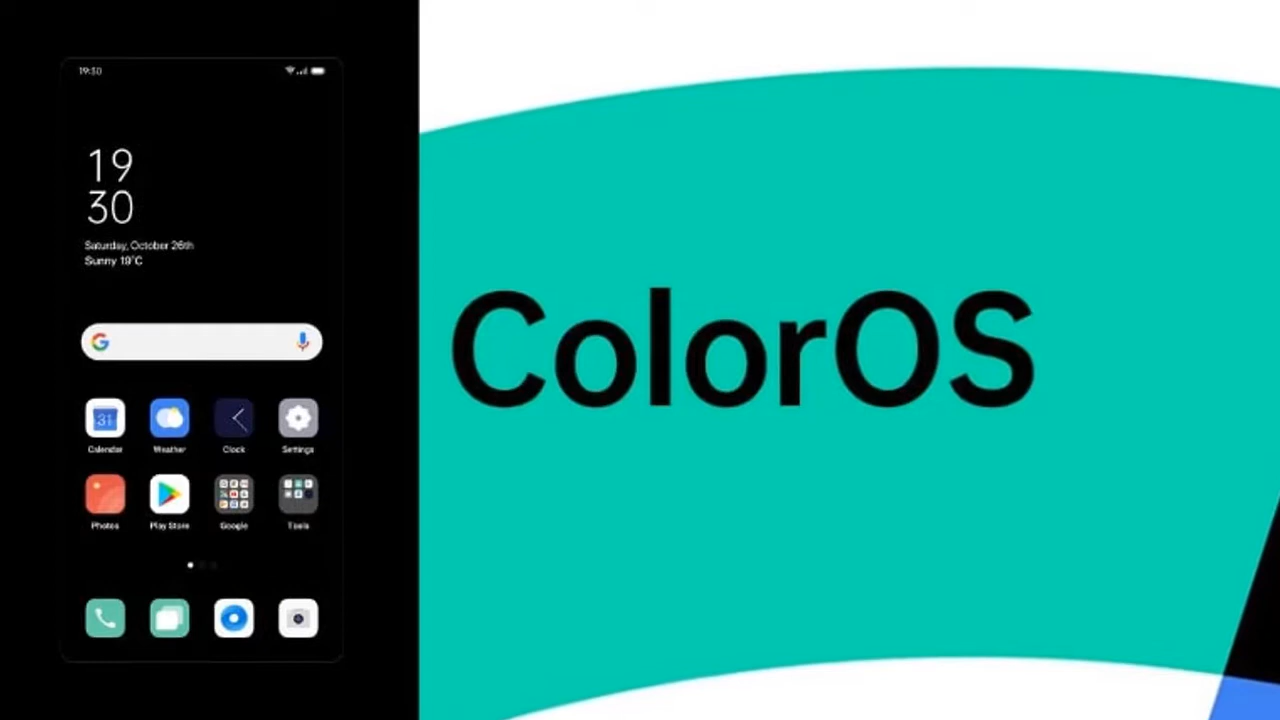 19:30
19
30
Saturday, October 26th
Sunny 19°C
31
Calendar Weather Clock Settings
Photos Play Store Google Tools
ColorOS